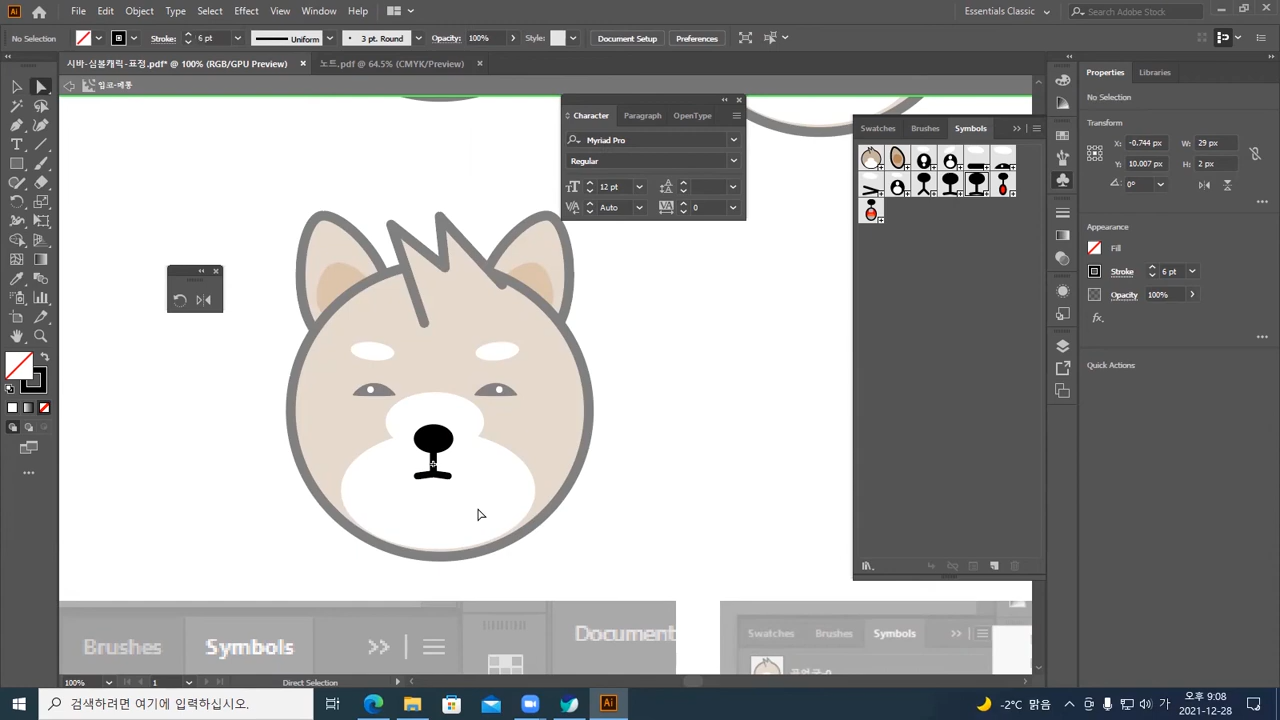 Ai File Edit Object Type Select Effect View Window Help Essentials Classic Search Adobe Stock
No Selection Stroke: 6 pt Uniform 3 pt. Round Opacity: 100% Style: Document Setup Preferences
시바-심볼캐릭-표정.pdf* @ 100% (RGB/GPU Preview) × 노트.pdf @ 64.5% (CMYK/Preview) ×
Character Paragraph OpenType
Myriad Pro
Regular
12 pt
Auto 0
Swatches Brushes Symbols
Properties Libraries
No Selection
Transform
X: -0.744 px W: 29 px
Y: 10.007 px H: 2 px
0°
Appearance
Fill
Stroke 6 pt
Opacity 100%
fx.
Quick Actions
Brushes Symbols Document
Swatches Brushes Symbols
100% 1 Direct Selection
검색하려면 여기에 입력하십시오.
-2°C 맑음 가 오후 9:08
2021-12-28